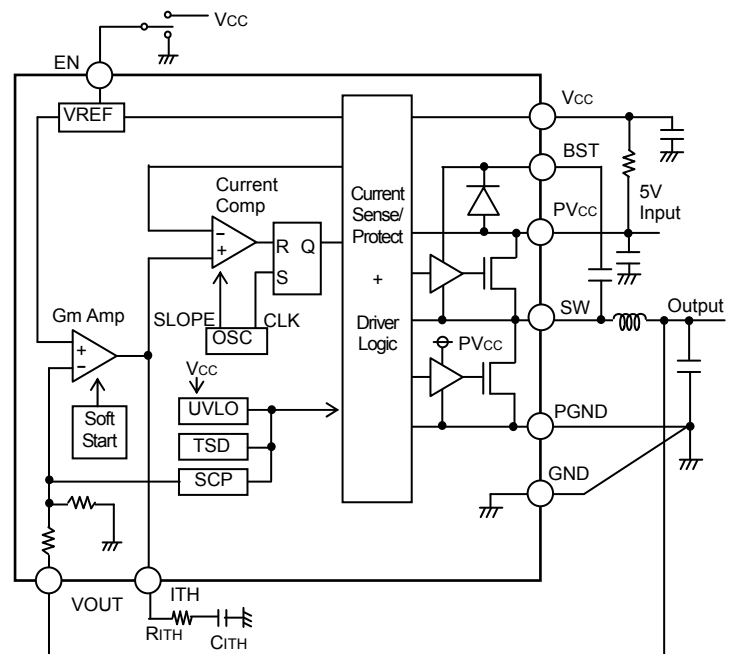 VCC
EN
VREF
VCC
BST
Current
Comp
Current
Sense/
Protect
+
Driver
Logic
5V
Input
PVCC
R Q
S
−
+
Gm Amp
SLOPE
OSC
CLK
SW
Output
+
−
VCC
PVCC
Soft
Start
UVLO
TSD
SCP
PGND
GND
VOUT
ITH
RITH
CITH